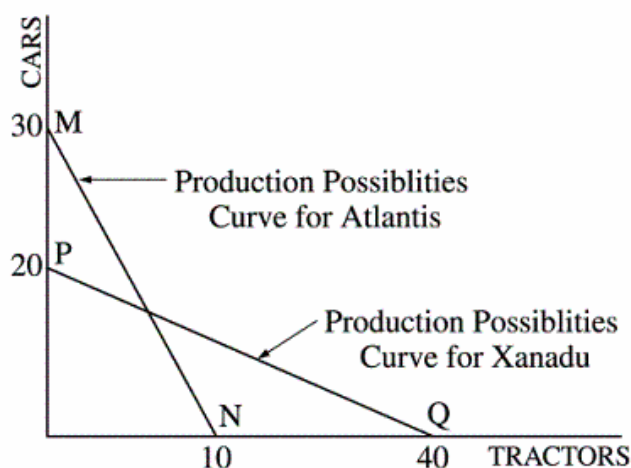 CARS
30 M
Production Possiblities
Curve for Atlantis
20 P
Production Possiblities
Curve for Xanadu
N Q
10 40 TRACTORS